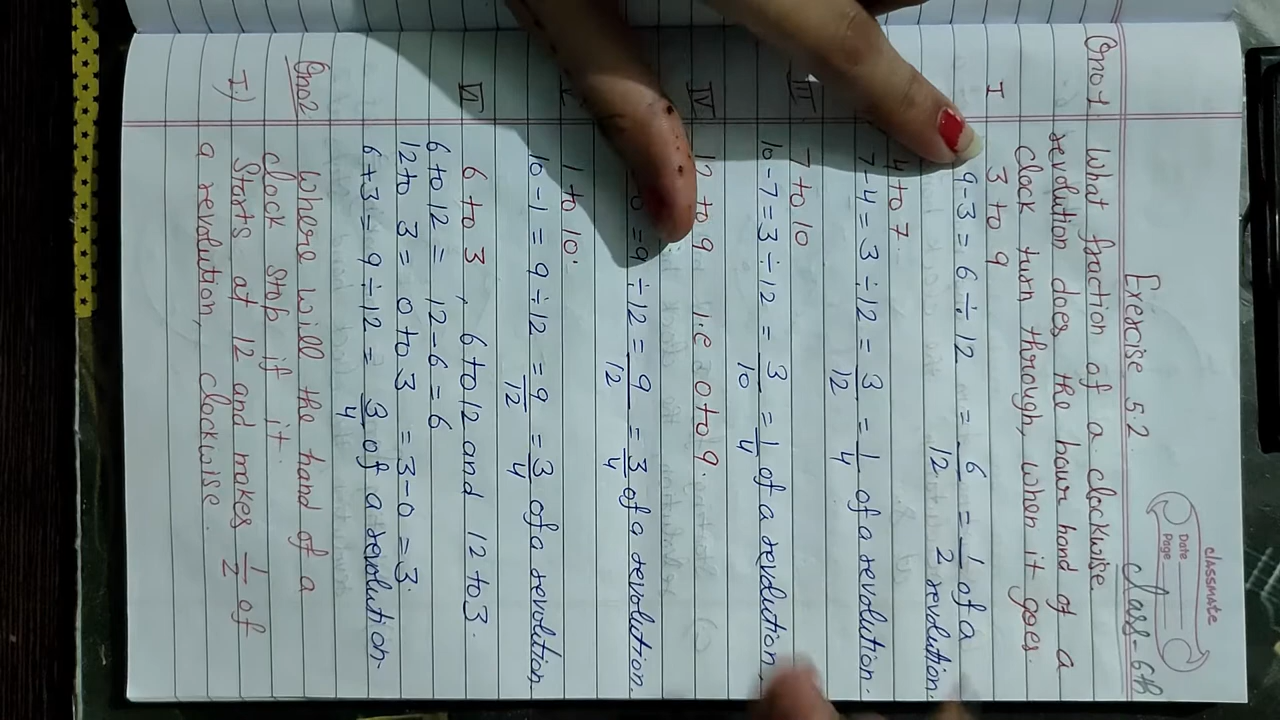 classmate
Date
Page
Exercise 5.2. Class-6th
Qno1. What fraction of a clockwise
revolution does the hour hand of a
clock turn through, when it goes.
I 3 to 9
9-3 = 6 ÷ 12 = 6/12 = 1/2 of a
revolution.
4 to 7
7-4 = 3 ÷ 12 = 3/12 = 1/4 of a revolution.
III 7 to 10
10-7 = 3 ÷ 12 = 3/10 = 1/4 of a revolution.
IV 12 to 9 i.e 0 to 9.
0 = 9 ÷ 12 = 9/12 = 3/4 of a revolution
1 to 10.
10-1 = 9 ÷ 12 = 9/12 = 3/4 of a revolution
VI 6 to 3, 6 to 12 and 12 to 3.
6 to 12 = 12-6 = 6
12 to 3 = 0 to 3 = 3-0 = 3.
6+3 = 9 ÷ 12 = 3/4 of a revolution.
Qno2 Where will the hand of a
clock stop if it.
I) Starts at 12 and makes 1/2 of
a revolution, clockwise.